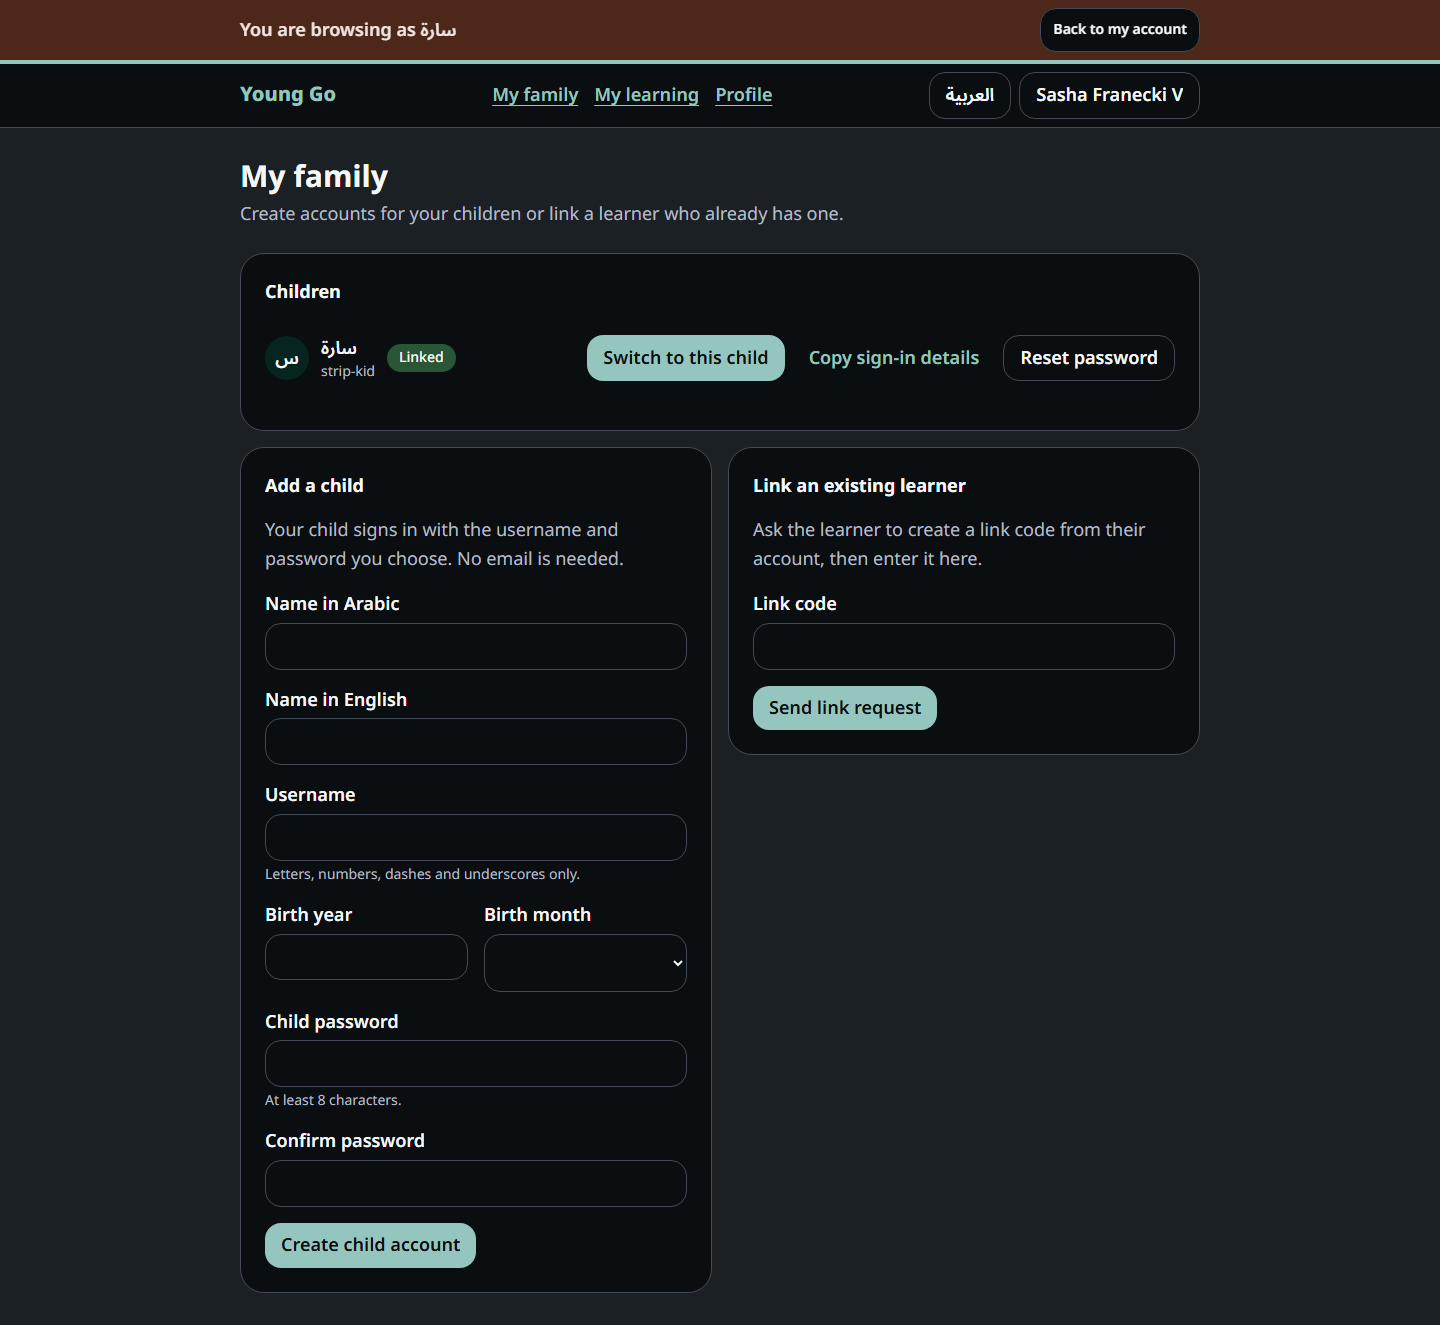 You are browsing as سارة
Back to my account
Young Go
My family
My learning
Profile
العربية
Sasha Franecki V
My family
Create accounts for your children or link a learner who already has one.
Children
س
سارة
strip-kid
Linked
Switch to this child
Copy sign-in details
Reset password
Add a child
Your child signs in with the username and
password you choose. No email is needed.
Name in Arabic
Name in English
Username
Letters, numbers, dashes and underscores only.
Birth year
Birth month
Child password
At least 8 characters.
Confirm password
Create child account
Link an existing learner
Ask the learner to create a link code from their
account, then enter it here.
Link code
Send link request